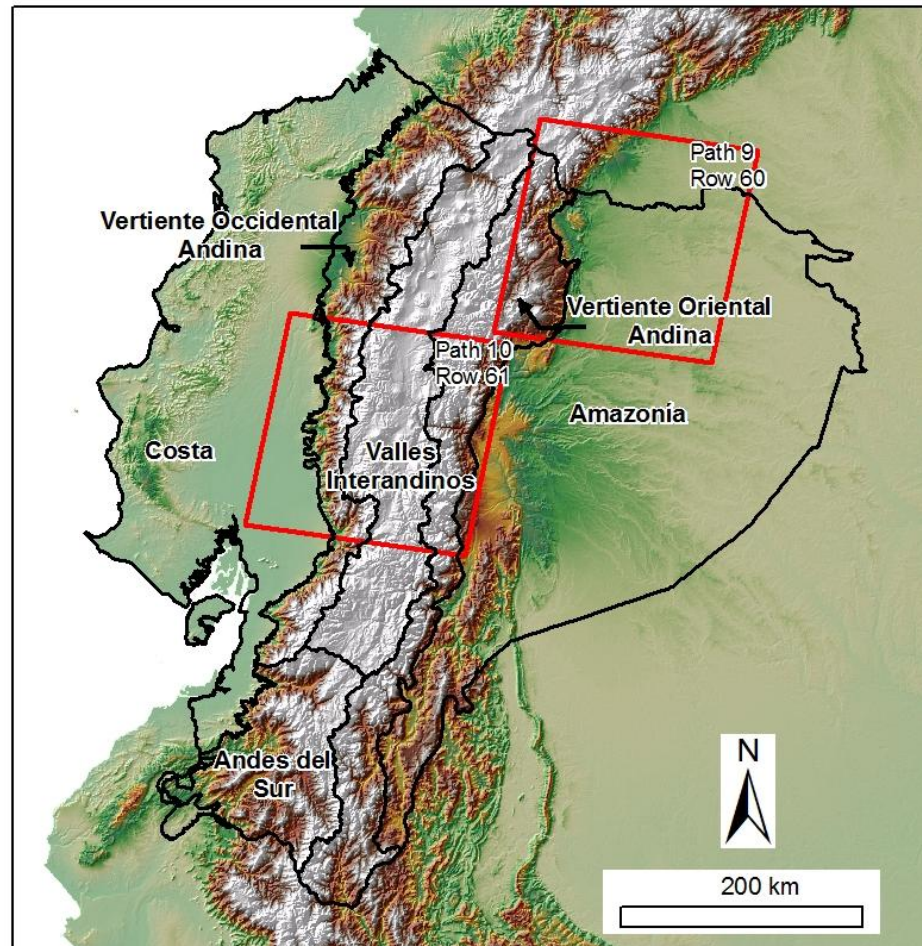 Path 9
Row 60
Vertiente Occidental
Andina
Vertiente Oriental
Andina
Path 10
Row 61
Amazonía
Costa
Valles
Interandinos
Andes del
Sur
N
200 km